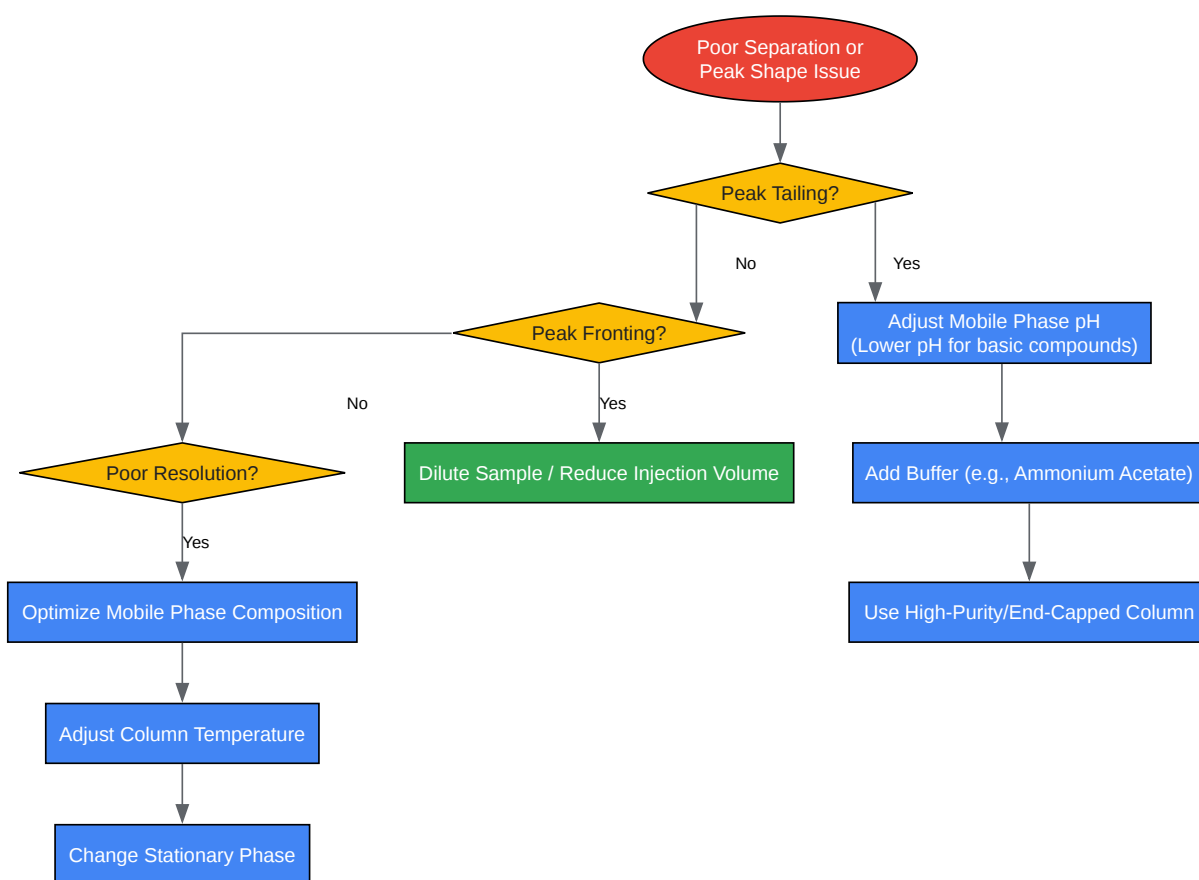 Poor Separation or
Peak Shape Issue
Peak Tailing?
No
Yes
Peak Fronting?
Adjust Mobile Phase pH
(Lower pH for basic compounds)
No
Yes
Poor Resolution?
Dilute Sample / Reduce Injection Volume
Add Buffer (e.g., Ammonium Acetate)
Yes
Optimize Mobile Phase Composition
Use High-Purity/End-Capped Column
Adjust Column Temperature
Change Stationary Phase